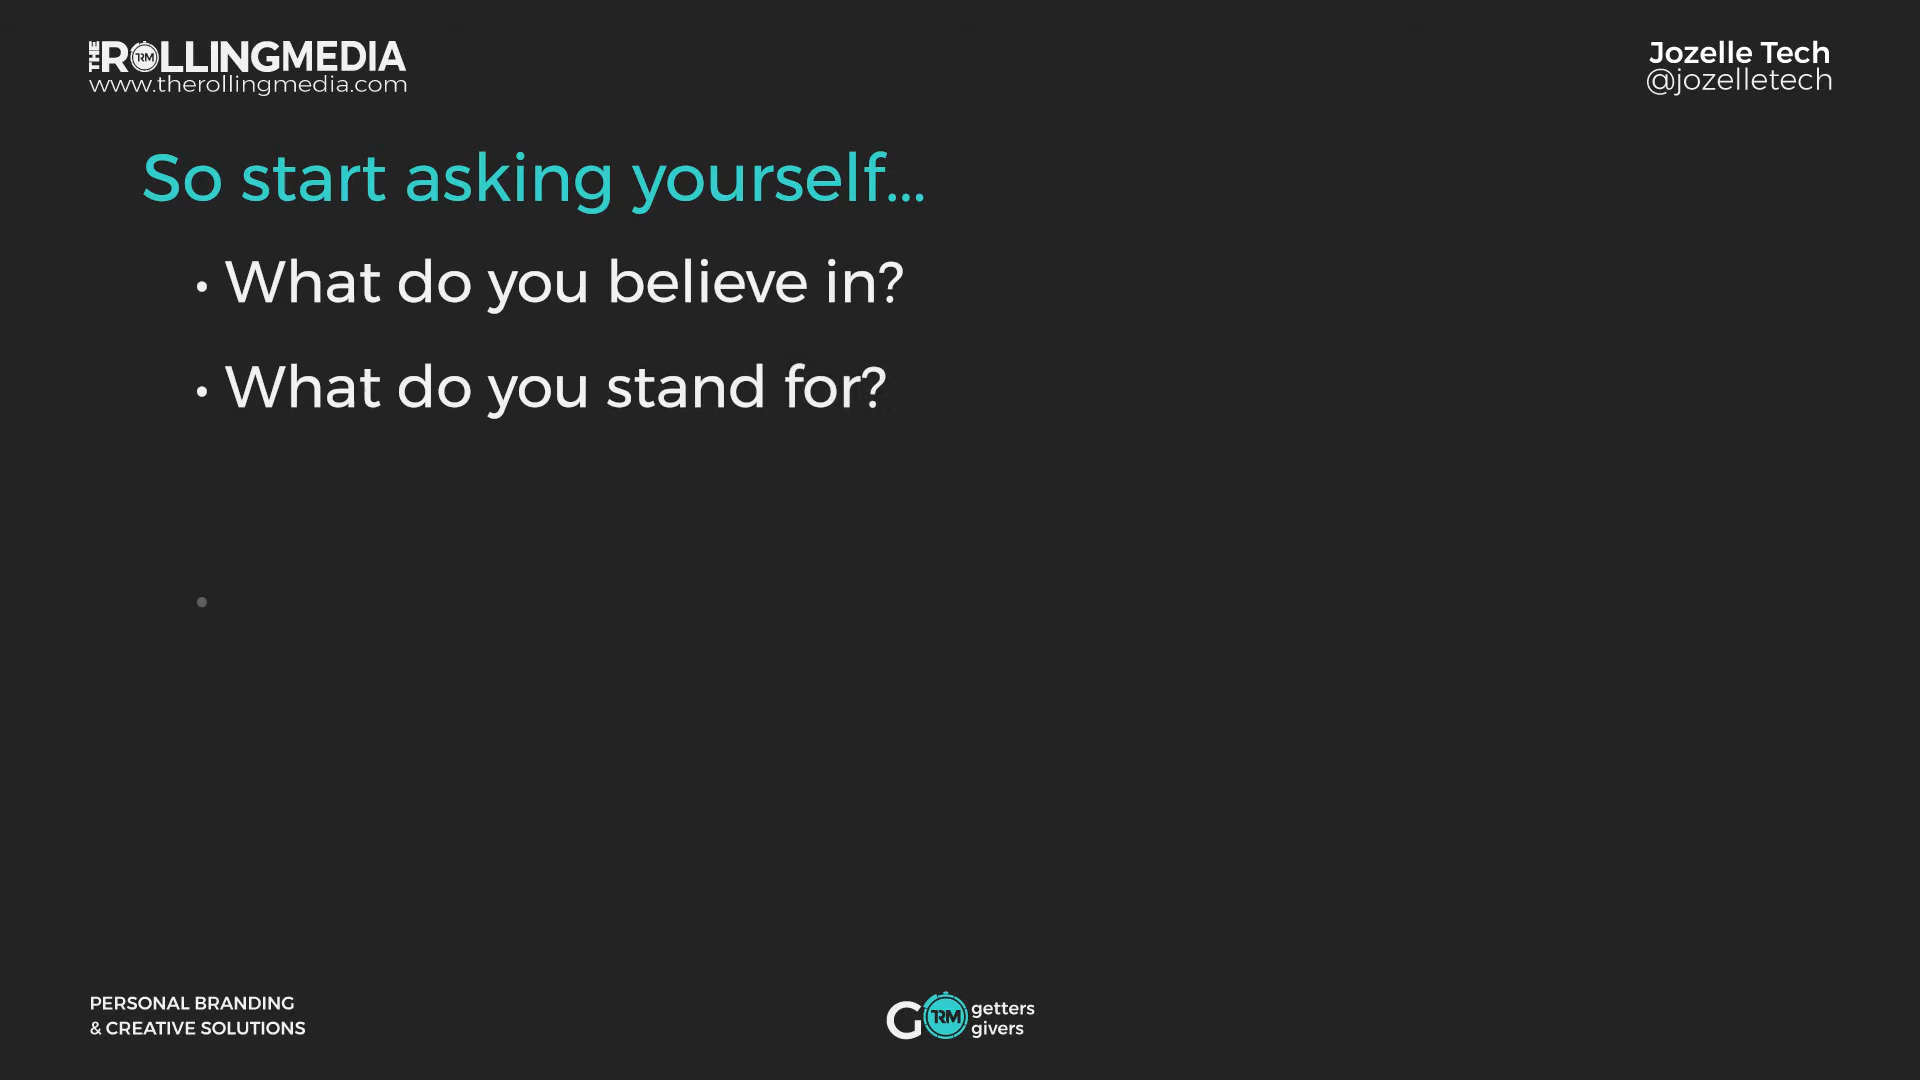 THE ROLLINGMEDIA
www.therollingmedia.com
Jozelle Tech
@jozelletech
So start asking yourself...
• What do you believe in?
• What do you stand for?
•
PERSONAL BRANDING
& CREATIVE SOLUTIONS
GO TRM getters
givers